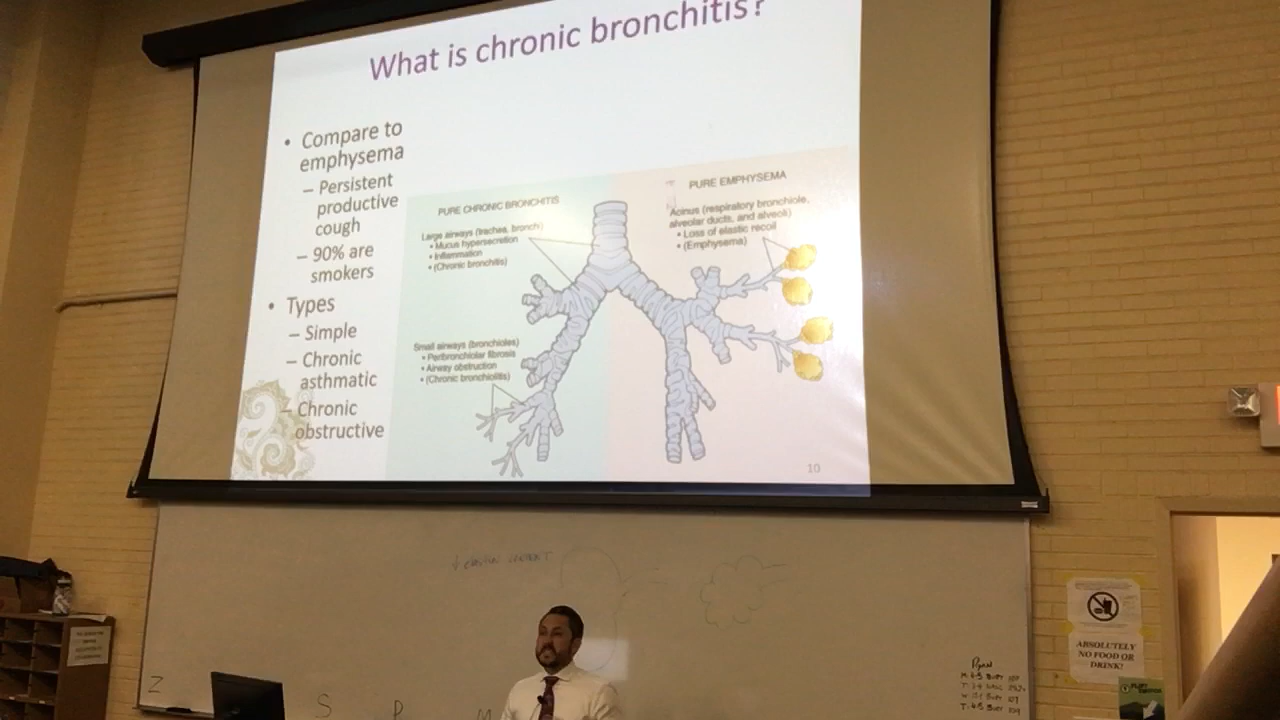 What is chronic bronchitis?
• Compare to
emphysema
– Persistent
productive
cough
– 90% are
smokers
• Types
– Simple
– Chronic
asthmatic
– Chronic
obstructive
PURE CHRONIC BRONCHITIS
Large airways (trachea, bronchi)
• Mucus hypersecretion
• Inflammation
• (Chronic bronchitis)
Small airways (bronchioles)
• Peribronchiolar fibrosis
• Airway obstruction
• (Chronic bronchiolitis)
PURE EMPHYSEMA
Acinus (respiratory bronchiole,
alveolar ducts, and alveoli)
• Loss of elastic recoil
• (Emphysema)
10
Z
S
P
M
ABSOLUTELY
NO FOOD OR
DRINK!